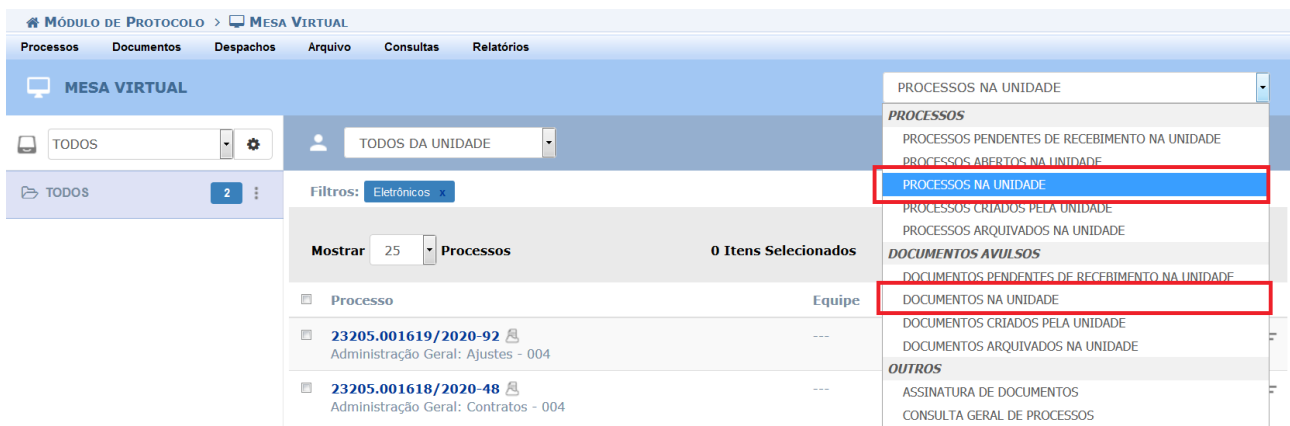 MÓDULO DE PROTOCOLO > MESA VIRTUAL
Processos Documentos Despachos Arquivo Consultas Relatórios
MESA VIRTUAL
PROCESSOS NA UNIDADE
TODOS
TODOS DA UNIDADE
TODOS 2
Filtros: Eletrônicos x
Mostrar 25 Processos 0 Itens Selecionados
Processo Equipe
23205.001619/2020-92 ---
Administração Geral: Ajustes - 004
23205.001618/2020-48 ---
Administração Geral: Contratos - 004
PROCESSOS
PROCESSOS PENDENTES DE RECEBIMENTO NA UNIDADE
PROCESSOS ABERTOS NA UNIDADE
PROCESSOS NA UNIDADE
PROCESSOS CRIADOS PELA UNIDADE
PROCESSOS ARQUIVADOS NA UNIDADE
DOCUMENTOS AVULSOS
DOCUMENTOS PENDENTES DE RECEBIMENTO NA UNIDADE
DOCUMENTOS NA UNIDADE
DOCUMENTOS CRIADOS PELA UNIDADE
DOCUMENTOS ARQUIVADOS NA UNIDADE
OUTROS
ASSINATURA DE DOCUMENTOS
CONSULTA GERAL DE PROCESSOS